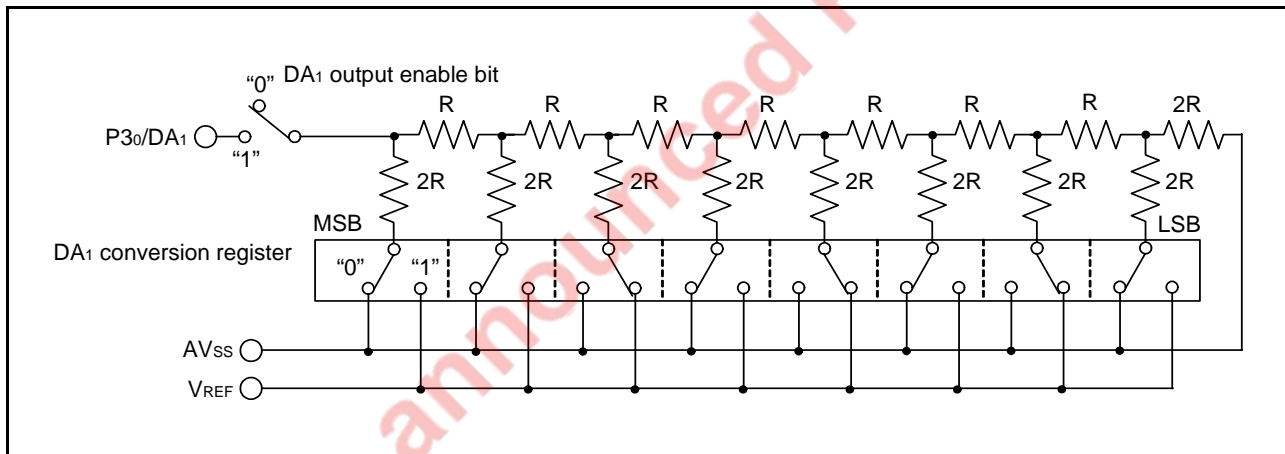 "0" DA1 output enable bit
P30/DA1
"1"
R R R R R R R 2R
2R 2R 2R 2R 2R 2R 2R 2R
MSB LSB
DA1 conversion register
"0" "1"
AVSS
VREF
announced